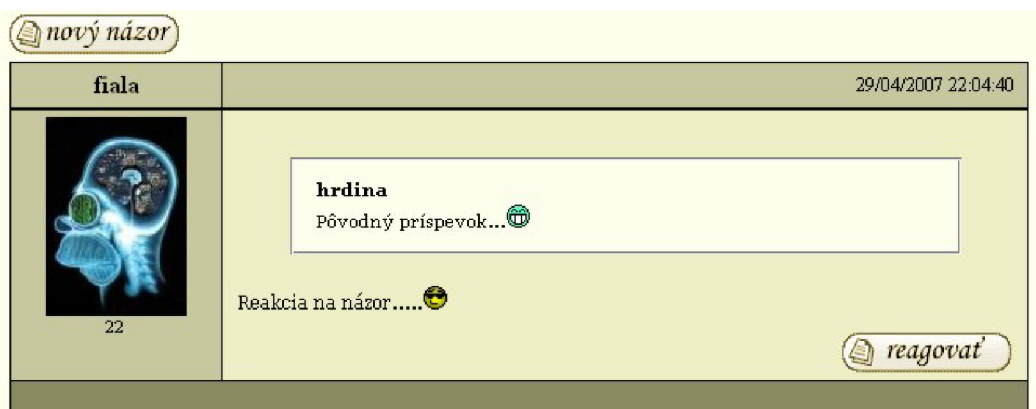 nový názor
fiala
29/04/2007 22:04:40
hrdina
Pôvodný príspevok...
Reakcia na názor.....
22
reagovať